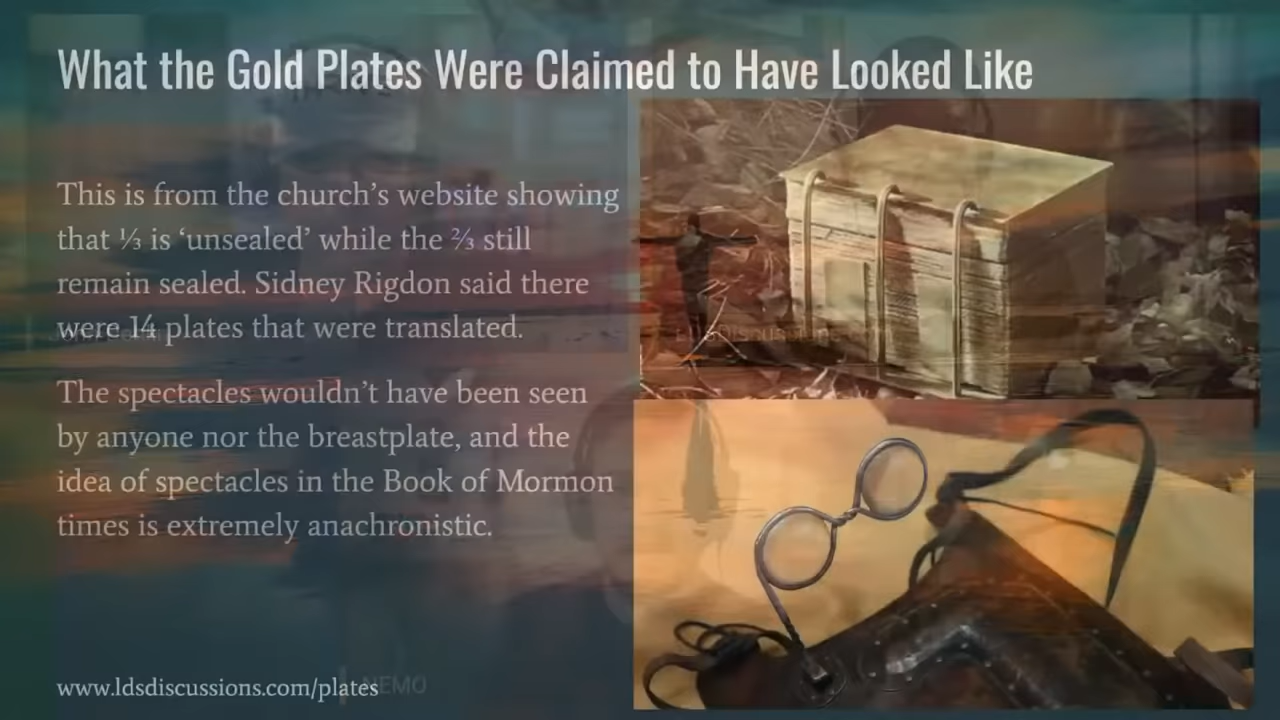 What the Gold Plates Were Claimed to Have Looked Like
This is from the church’s website showing
that ⅓ is ‘unsealed’ while the ⅔ still
remain sealed. Sidney Rigdon said there
were 14 plates that were translated.
The spectacles wouldn’t have been seen
by anyone nor the breastplate, and the
idea of spectacles in the Book of Mormon
times is extremely anachronistic.
www.ldsdiscussions.com/plates
NEMO